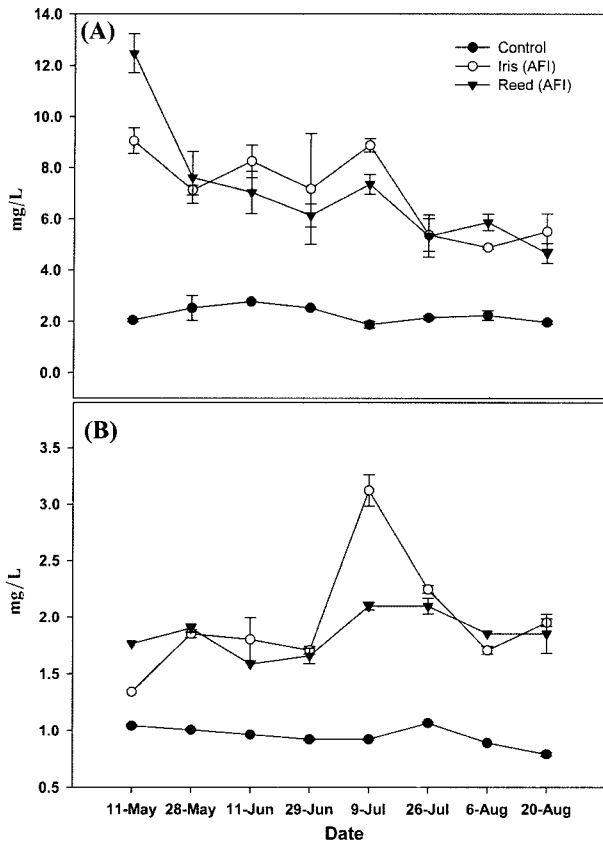 (A)
14.0
12.0
10.0
8.0
6.0
4.0
2.0
0.0
mg/L
Control
Iris (AFI)
Reed (AFI)
(B)
3.5
3.0
2.5
2.0
1.5
1.0
0.5
mg/L
11-May 28-May 11-Jun 29-Jun 9-Jul 26-Jul 6-Aug 20-Aug
Date